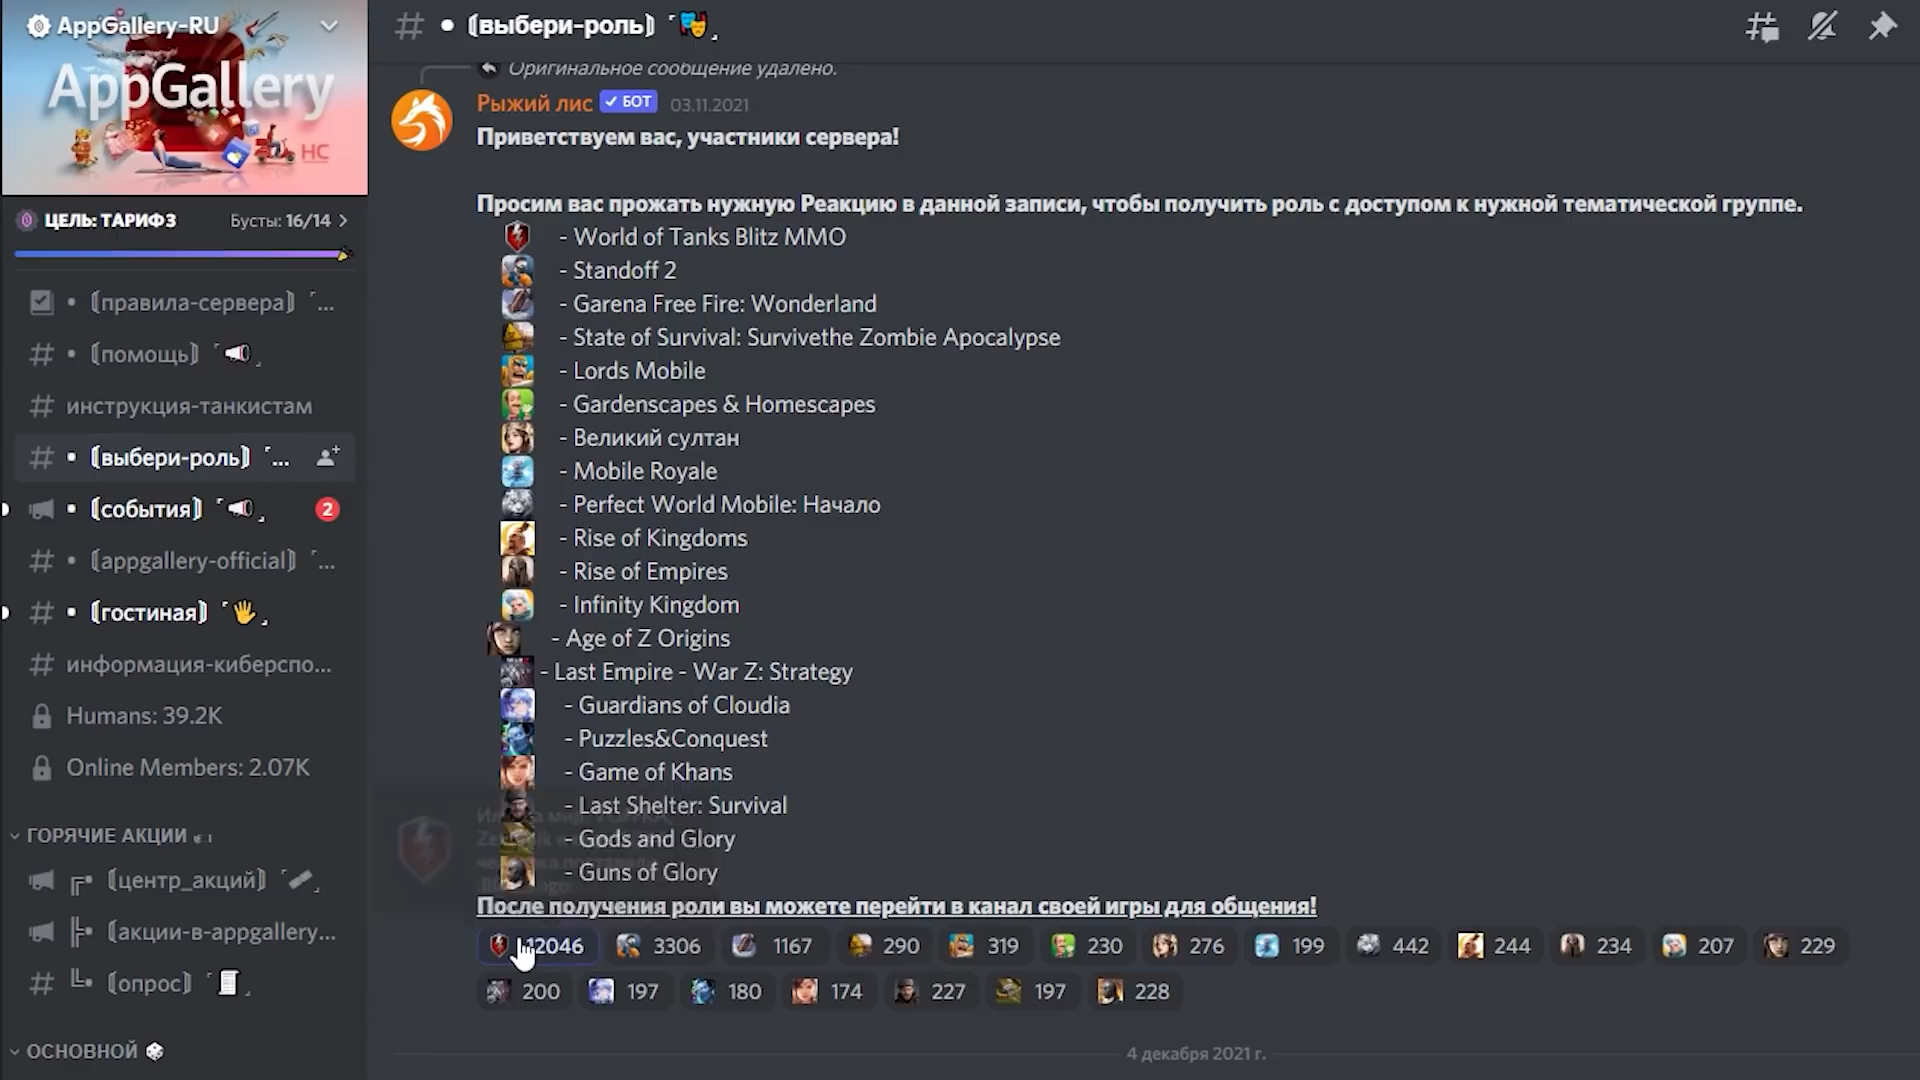 AppGallery-RU
AppGallery
НС
ЦЕЛЬ: ТАРИФ 3
Бусты: 16/14
• 〔правила-сервера〕 ...
• 〔помощь〕
инструкция-танкистам
• 〔выбери-роль〕 ...
• 〔события〕
2
• 〔appgallery-official〕 ...
• 〔гостиная〕
информация-киберспо...
Humans: 39.2K
Online Members: 2.07K
ГОРЯЧИЕ АКЦИИ
〔центр_акций〕
〔акции-в-appgallery...
〔опрос〕
ОСНОВНОЙ
• 〔выбери-роль〕
Оригинальное сообщение удалено.
Рыжий лис ✓ БОТ 03.11.2021
Приветствуем вас, участники сервера!
Просим вас прожать нужную Реакцию в данной записи, чтобы получить роль с доступом к нужной тематической группе.
- World of Tanks Blitz MMO
- Standoff 2
- Garena Free Fire: Wonderland
- State of Survival: Survivethe Zombie Apocalypse
- Lords Mobile
- Gardenscapes & Homescapes
- Великий султан
- Mobile Royale
- Perfect World Mobile: Начало
- Rise of Kingdoms
- Rise of Empires
- Infinity Kingdom
- Age of Z Origins
- Last Empire - War Z: Strategy
- Guardians of Cloudia
- Puzzles&Conquest
- Game of Khans
- Last Shelter: Survival
- Gods and Glory
- Guns of Glory
После получения роли вы можете перейти в канал своей игры для общения!
12046 3306 1167 290 319 230 276 199 442 244 234 207 229
200 197 180 174 227 197 228
4 декабря 2021 г.